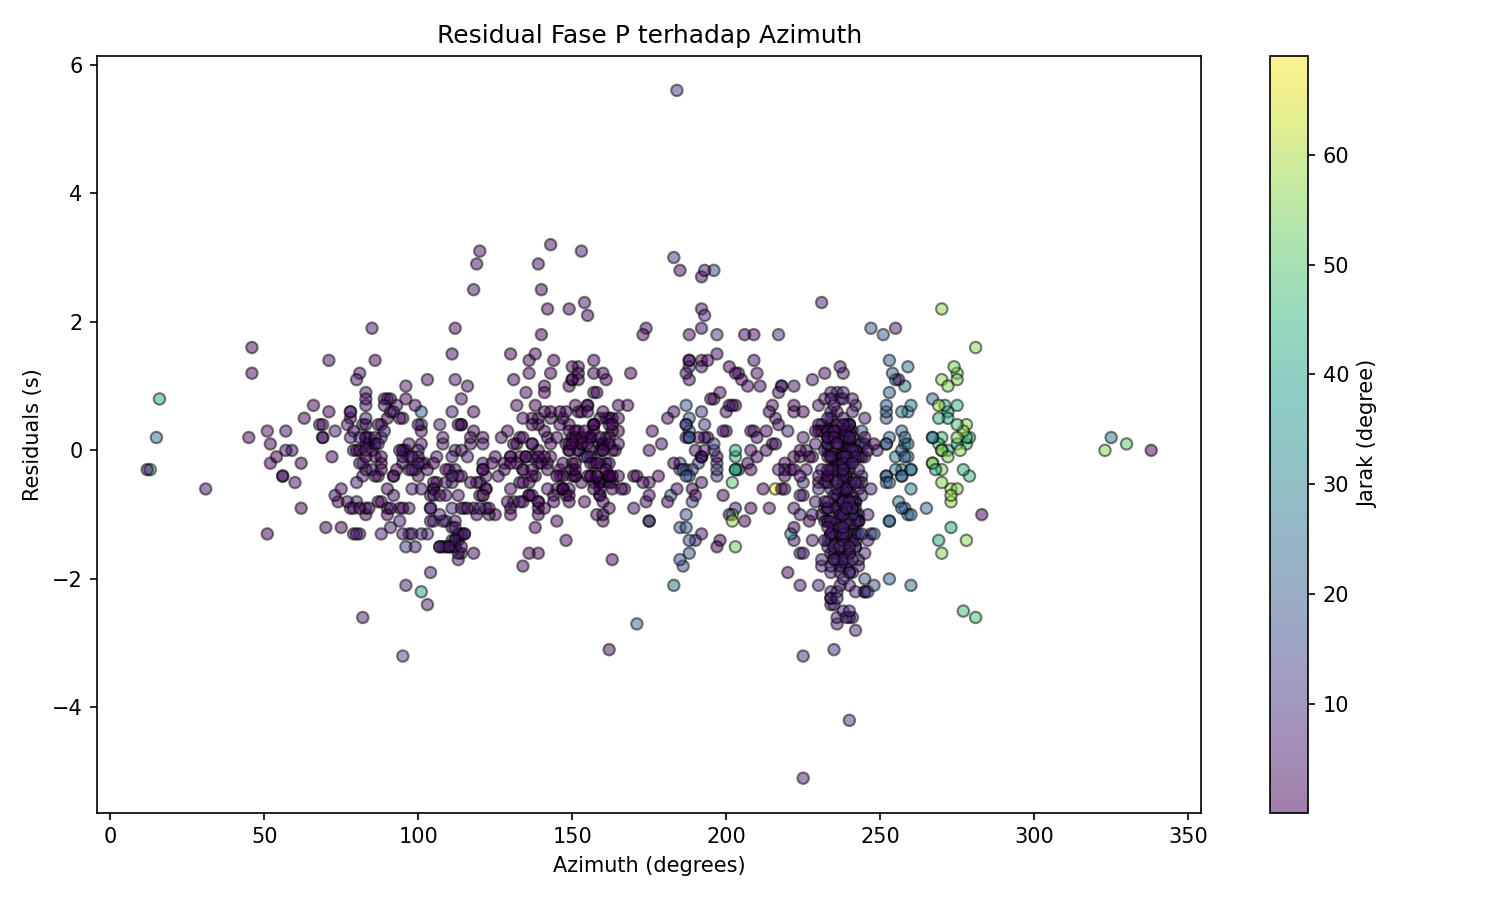 Residual Fase P terhadap Azimuth
6
4
2
0
−2
−4
Residuals (s)
0 50 100 150 200 250 300 350
Azimuth (degrees)
60
50
40
30
20
10
Jarak (degree)